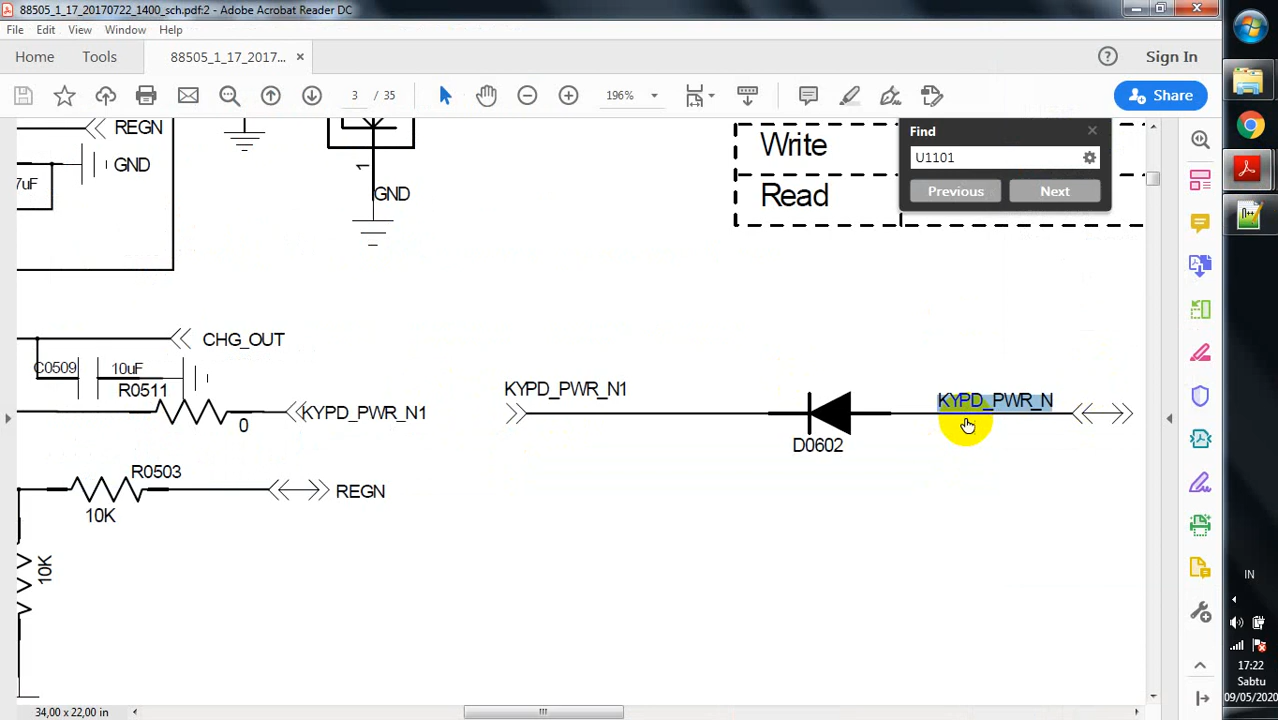 88505_1_17_20170722_1400_sch.pdf:2 - Adobe Acrobat Reader DC
File Edit View Window Help
Home Tools 88505_1_17_2017... × Sign In
3 / 35 196% Share
Find
U1101
Previous Next
REGN
GND
7uF
1
GND
Write
Read
CHG_OUT
C0509 10uF
R0511
KYPD_PWR_N1
0
KYPD_PWR_N1
KYPD_PWR_N
D0602
R0503
REGN
10K
10K
34,00 x 22,00 in
IN
17:22
Sabtu
09/05/2020